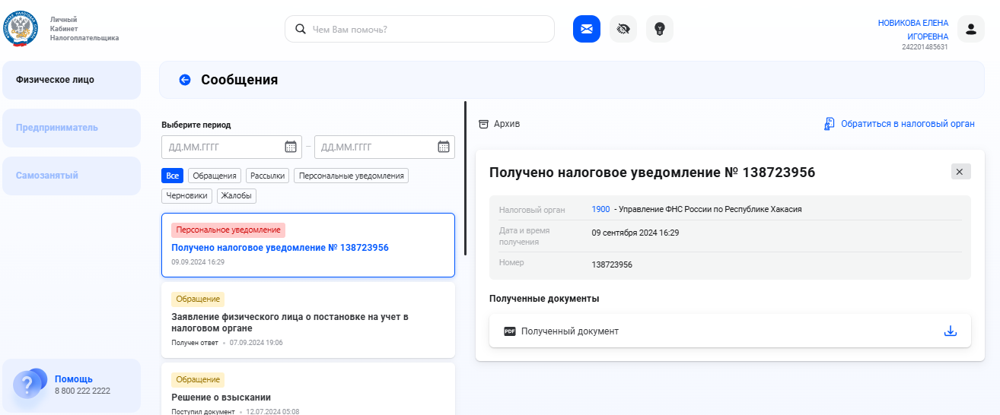 Личный
Кабинет
Налогоплательщика
Чем Вам помочь?
НОВИКОВА ЕЛЕНА
ИГОРЕВНА
242201485631
Физическое лицо
Предприниматель
Самозанятый
Помощь
8 800 222 2222
Сообщения
Выберите период
ДД.ММ.ГГГГ – ДД.ММ.ГГГГ
Все Обращения Рассылки Персональные уведомления
Черновики Жалобы
Персональное уведомление
Получено налоговое уведомление № 138723956
09.09.2024 16:29
Обращение
Заявление физического лица о постановке на учет в
налоговом органе
Получен ответ • 07.09.2024 19:06
Обращение
Решение о взыскании
Поступил документ • 12.07.2024 05:08
Архив
Обратиться в налоговый орган
Получено налоговое уведомление № 138723956
Налоговый орган 1900 - Управление ФНС России по Республике Хакасия
Дата и время
получения
09 сентября 2024 16:29
Номер 138723956
Полученные документы
PDF Полученный документ